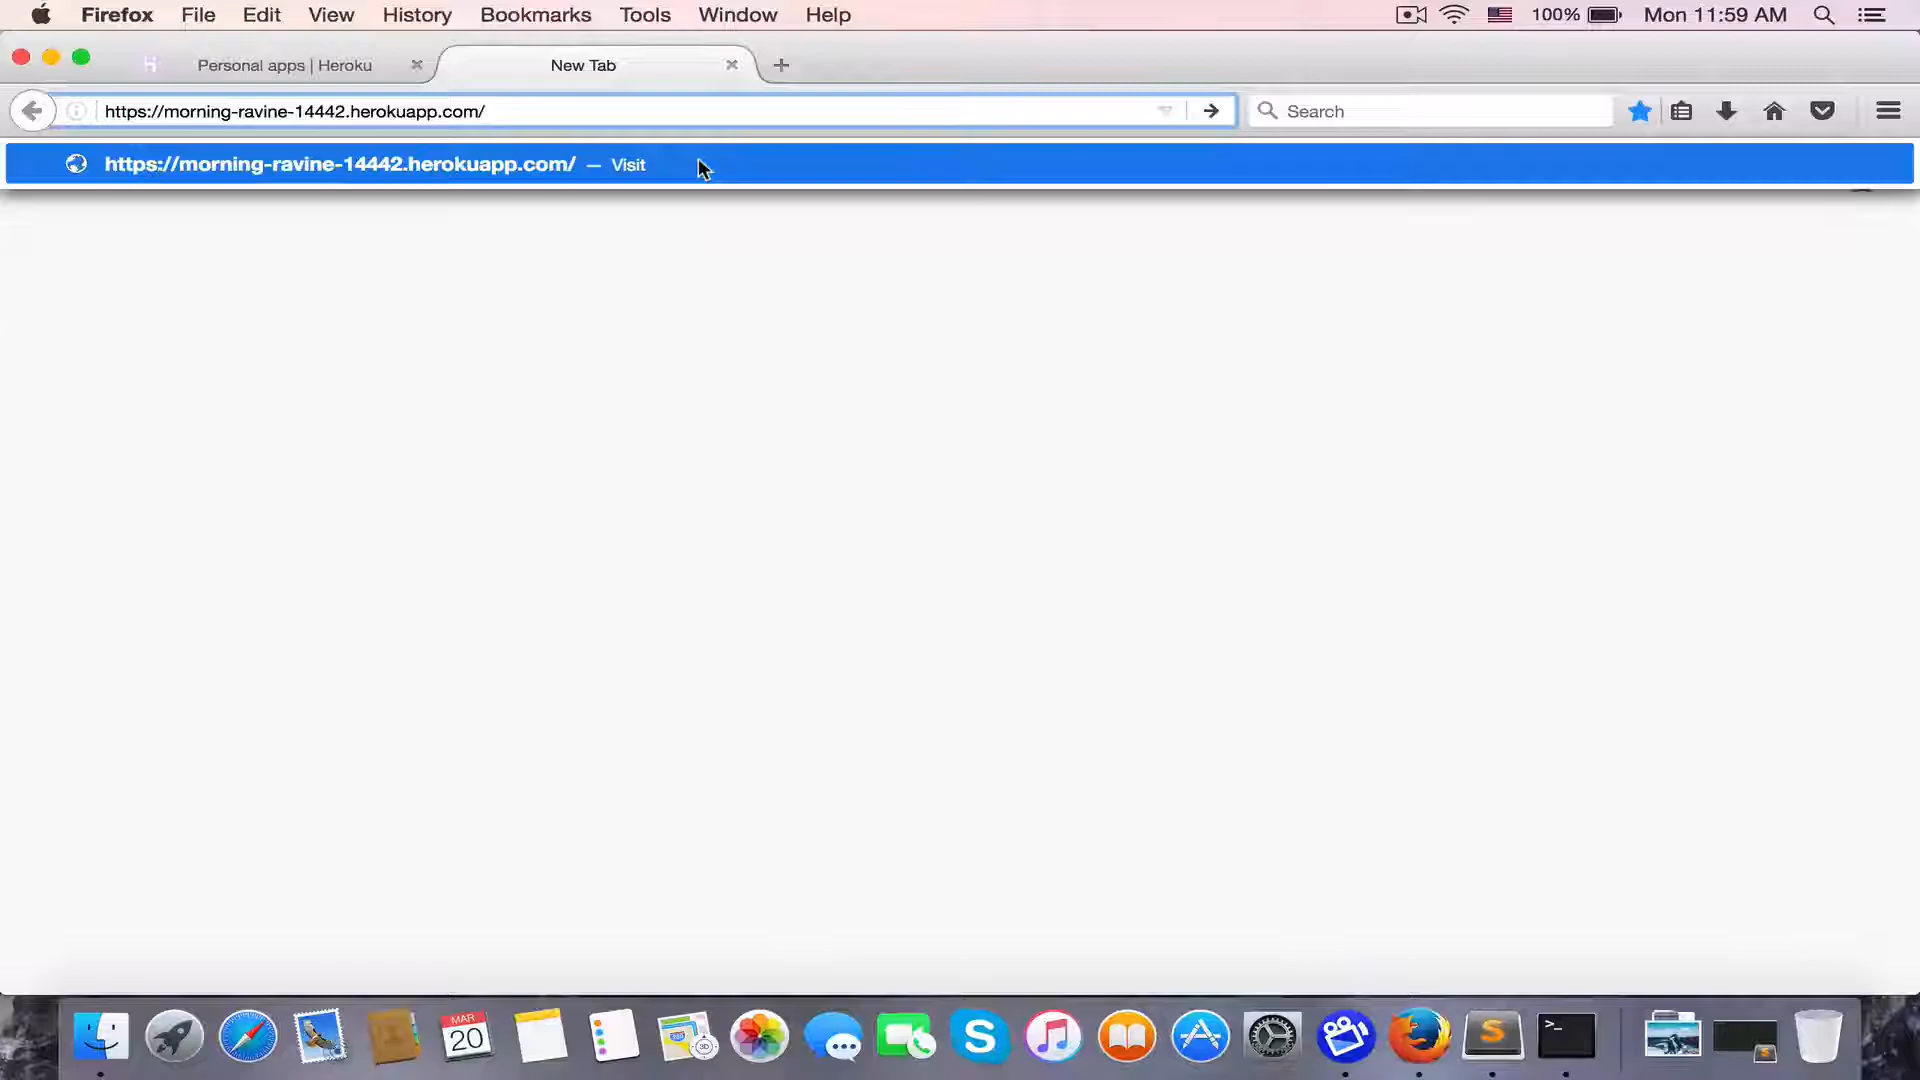 Firefox File Edit View History Bookmarks Tools Window Help 100% Mon 11:59 AM
Personal apps | Heroku New Tab
https://morning-ravine-14442.herokuapp.com/ Search
https://morning-ravine-14442.herokuapp.com/ — Visit
MAR
20
3D
S
S
>_
S